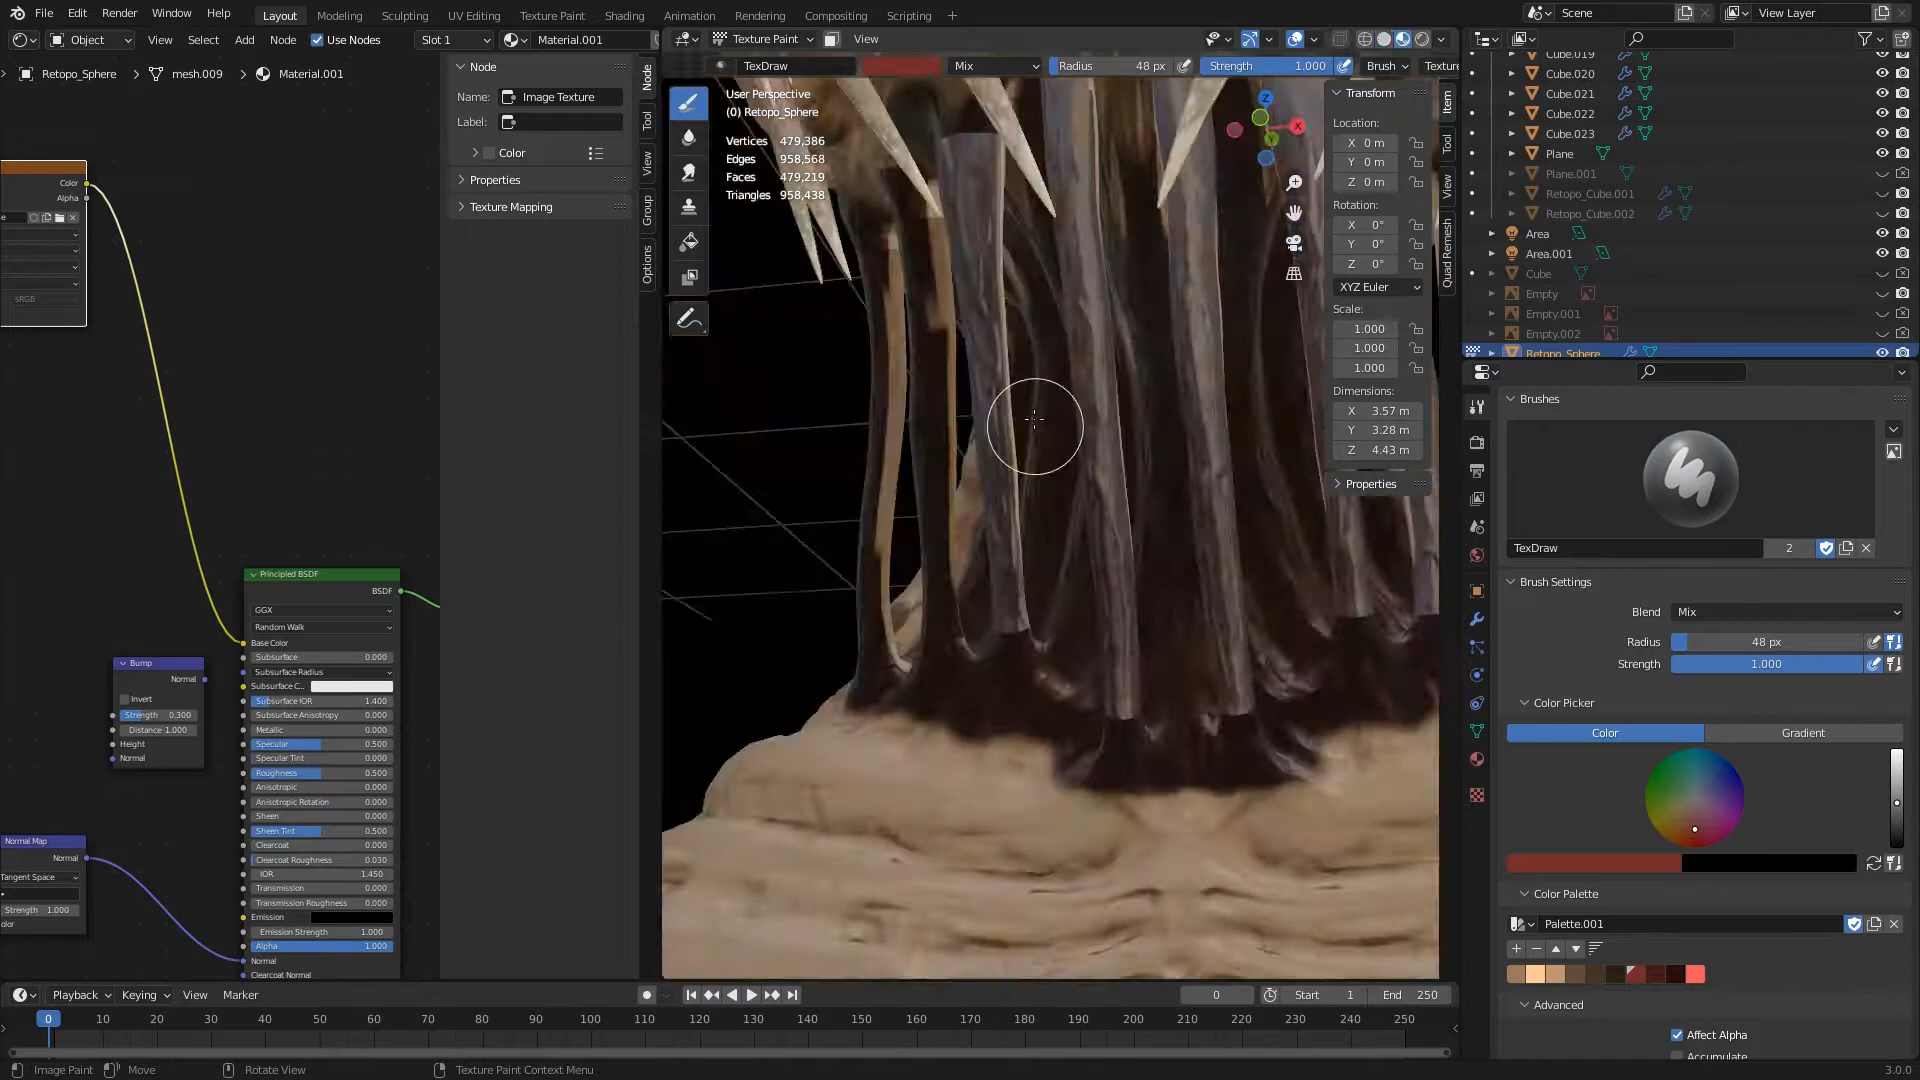 File Edit Render Window Help Layout Modeling Sculpting UV Editing Texture Paint Shading Animation Rendering Compositing Scripting + Scene View Layer
Object View Select Add Node Use Nodes Slot 1 Material.001 Texture Paint View
Retopo_Sphere mesh.009 Material.001
Node
Name: Image Texture
Label:
Color
Properties
Texture Mapping
Node
Tool
View
Group
Options
Color
Alpha
sRGB
Principled BSDF
BSDF
GGX
Random Walk
Base Color
Subsurface 0.000
Subsurface Radius
Subsurface C...
Subsurface IOR 1.400
Subsurface Anisotropy 0.000
Metallic 0.000
Specular 0.500
Specular Tint 0.000
Roughness 0.500
Anisotropic 0.000
Anisotropic Rotation 0.000
Sheen 0.000
Sheen Tint 0.500
Clearcoat 0.000
Clearcoat Roughness 0.030
IOR 1.450
Transmission 0.000
Transmission Roughness 0.000
Emission
Emission Strength 1.000
Alpha 1.000
Normal
Clearcoat Normal
Bump
Normal
Invert
Strength 0.300
Distance 1.000
Height
Normal
Normal Map
Normal
Tangent Space
Strength 1.000
TexDraw Mix Radius 48 px Strength 1.000 Brush Texture
User Perspective
(0) Retopo_Sphere
Vertices 479,386
Edges 958,568
Faces 479,219
Triangles 958,438
Z
X
Y
Transform
Location:
X 0 m
Y 0 m
Z 0 m
Rotation:
X 0°
Y 0°
Z 0°
XYZ Euler
Scale:
1.000
1.000
1.000
Dimensions:
X 3.57 m
Y 3.28 m
Z 4.43 m
Properties
Item
Tool
View
Quad Remesh
Cube.019
Cube.020
Cube.021
Cube.022
Cube.023
Plane
Plane.001
Retopo_Cube.001
Retopo_Cube.002
Area
Area.001
Cube
Empty
Empty.001
Empty.002
Retopo_Sphere
Brushes
TexDraw 2
Brush Settings
Blend Mix
Radius 48 px
Strength 1.000
Color Picker
Color Gradient
Color Palette
Palette.001
Advanced
Affect Alpha
Accumulate
Playback Keying View Marker 0 Start 1 End 250
0 10 20 30 40 50 60 70 80 90 100 110 120 130 140 150 160 170 180 190 200 210 220 230 240 250
Image Paint Move Rotate View Texture Paint Context Menu 3.0.0